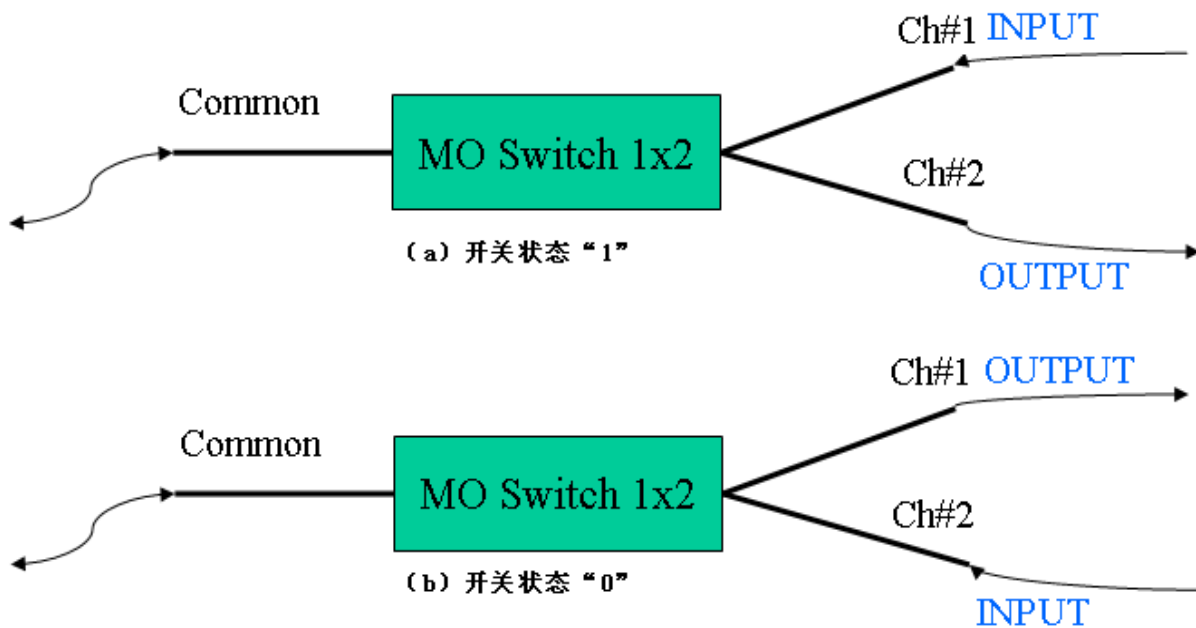 Ch#1 INPUT
Common
MO Switch 1x2
Ch#2
(a) 开关状态“1”
OUTPUT
Ch#1 OUTPUT
Common
MO Switch 1x2
Ch#2
(b) 开关状态“0”
INPUT